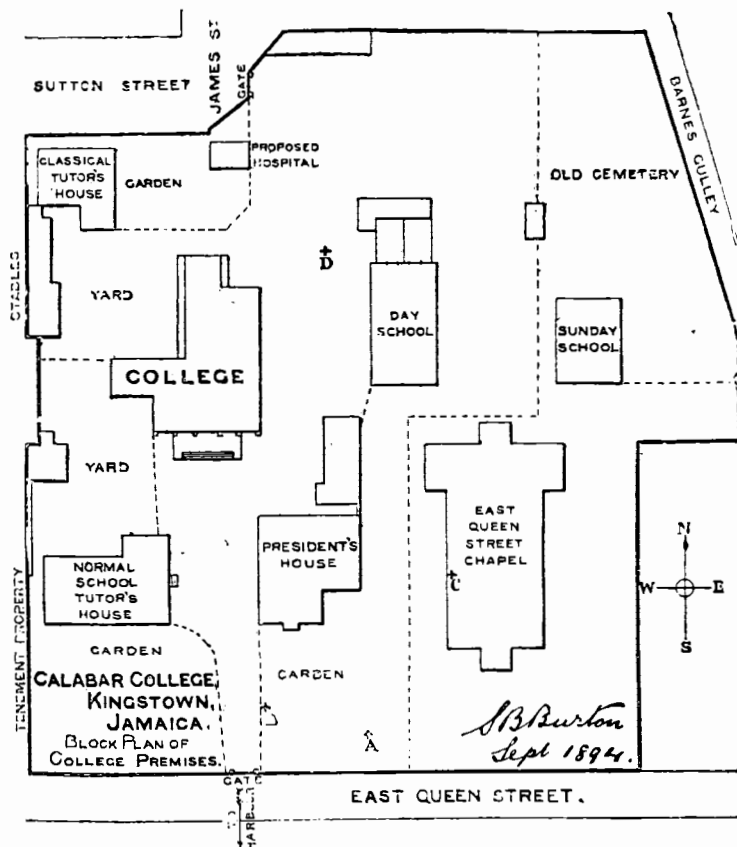 SUTTON STREET
JAMES ST
GATE
BARNES GULLEY
PROPOSED
HOSPITAL
CLASSICAL
TUTOR'S
HOUSE
GARDEN
OLD CEMETERY
STABLES
YARD
D
DAY
SCHOOL
SUNDAY
SCHOOL
COLLEGE
YARD
EAST
QUEEN
STREET
CHAPEL
C
PRESIDENT'S
HOUSE
NORMAL
SCHOOL
TUTOR'S
HOUSE
N
W E
S
TENEMENT PROPERTY
GARDEN
GARDEN
CALABAR COLLEGE,
KINGSTOWN,
JAMAICA.
BLOCK PLAN OF
COLLEGE PREMISES.
A
S B Burton
Sept 1894.
GATE
EAST QUEEN STREET.
TO
HARBOUR